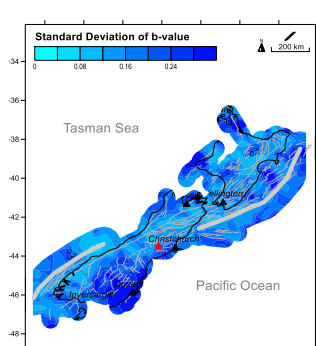 Standard Deviation of b-value
0 0.08 0.16 0.24
200 km
-34
-36
Tasman Sea
-38
-40
-42
Christchurch
-44
Pacific Ocean
-46
Invercargill
-48